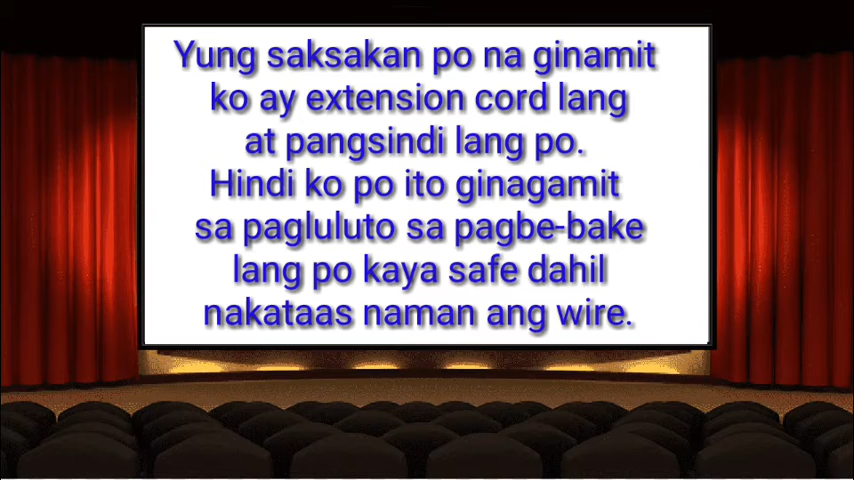 Yung saksakan po na ginamit
ko ay extension cord lang
at pangsindi lang po.
Hindi ko po ito ginagamit
sa pagluluto sa pagbe-bake
lang po kaya safe dahil
nakataas naman ang wire.